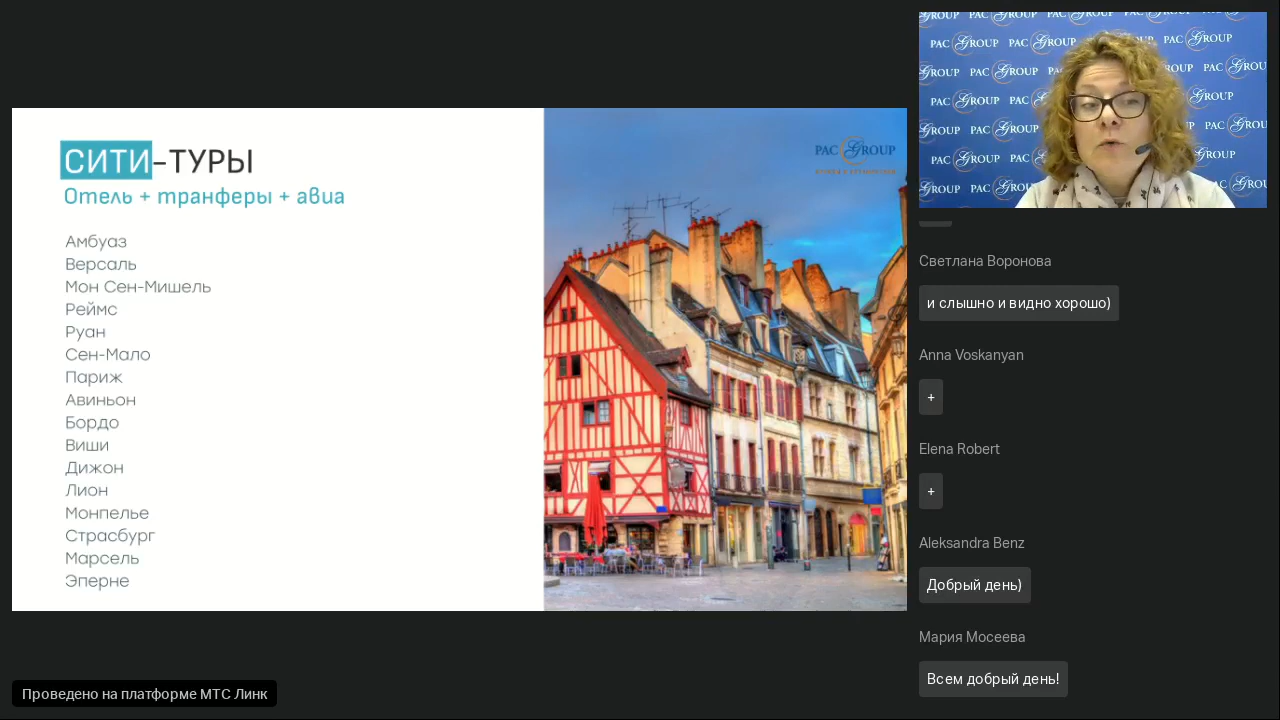 СИТИ-ТУРЫ
Отель + транферы + авиа
Амбуаз
Версаль
Мон Сен-Мишель
Реймс
Руан
Сен-Мало
Париж
Авиньон
Бордо
Виши
Дижон
Лион
Монпелье
Страсбург
Марсель
Эперне
PAC GROUP
PAC GROUP
Светлана Воронова
и слышно и видно хорошо)
Anna Voskanyan
+
Elena Robert
+
Aleksandra Benz
Добрый день)
Мария Мосеева
Всем добрый день!
Проведено на платформе МТС Линк